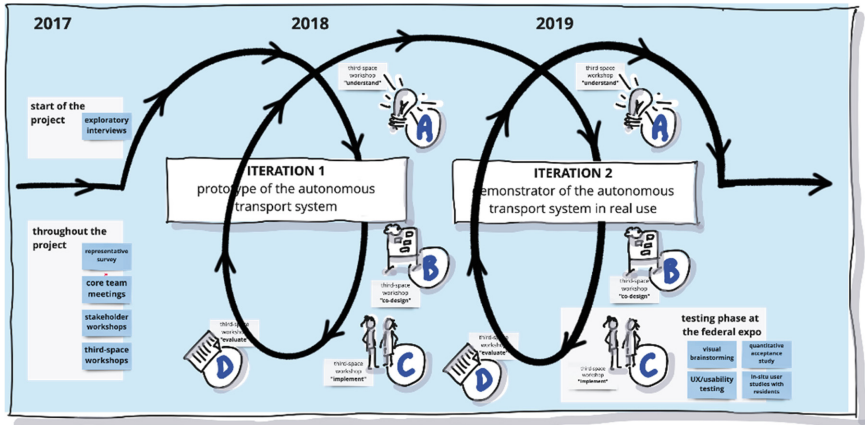 2017
2018
2019
start of the
project
exploratory
interviews
third-space
workshop
"understand"
A
third-space
workshop
"understand"
A
ITERATION 1
prototype of the autonomous
transport system
ITERATION 2
demonstrator of the autonomous
transport system in real use
throughout the
project
representative
survey
core team
meetings
stakeholder
workshops
third-space
workshops
B
third-space
workshop
"co-design"
B
third-space
workshop
"co-design"
third-space
workshop
"evaluate"
D
third-space
workshop
"implement"
C
third-space
workshop
"evaluate"
D
third-space
workshop
"implement"
C
testing phase at
the federal expo
visual
brainstorming
quantitative
acceptance
study
UX/usability
testing
in-situ user
studies with
residents